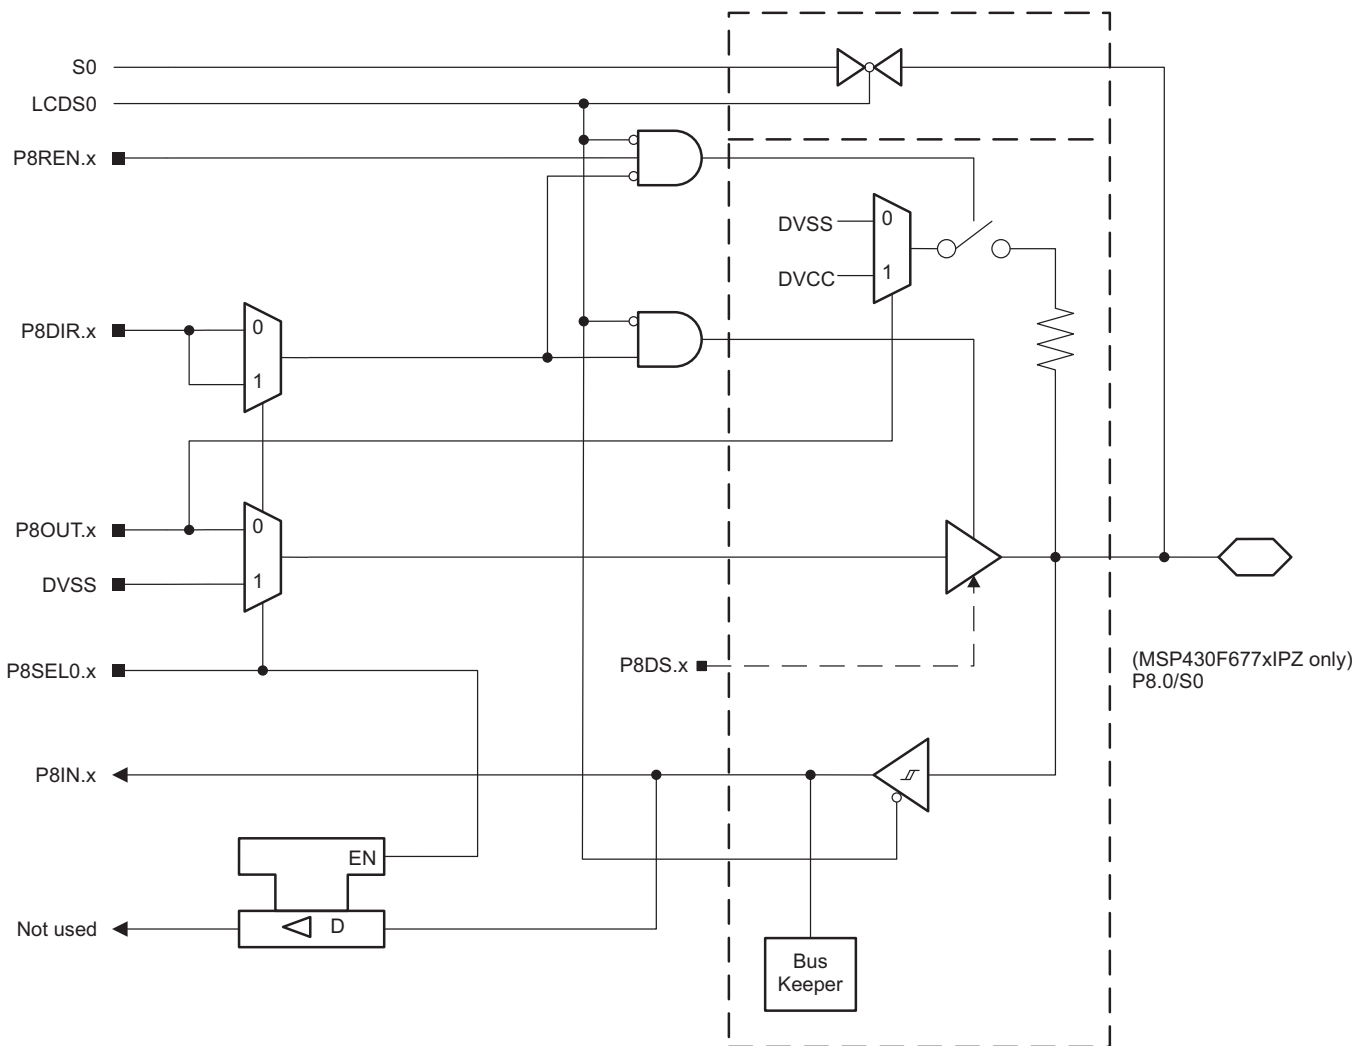 S0
LCDS0
P8REN.x
DVSS
0
DVCC
1
P8DIR.x
0
1
P8OUT.x
0
DVSS
1
P8SEL0.x
P8DS.x
(MSP430F677xIPZ only)
P8.0/S0
P8IN.x
EN
Not used
D
Bus
Keeper